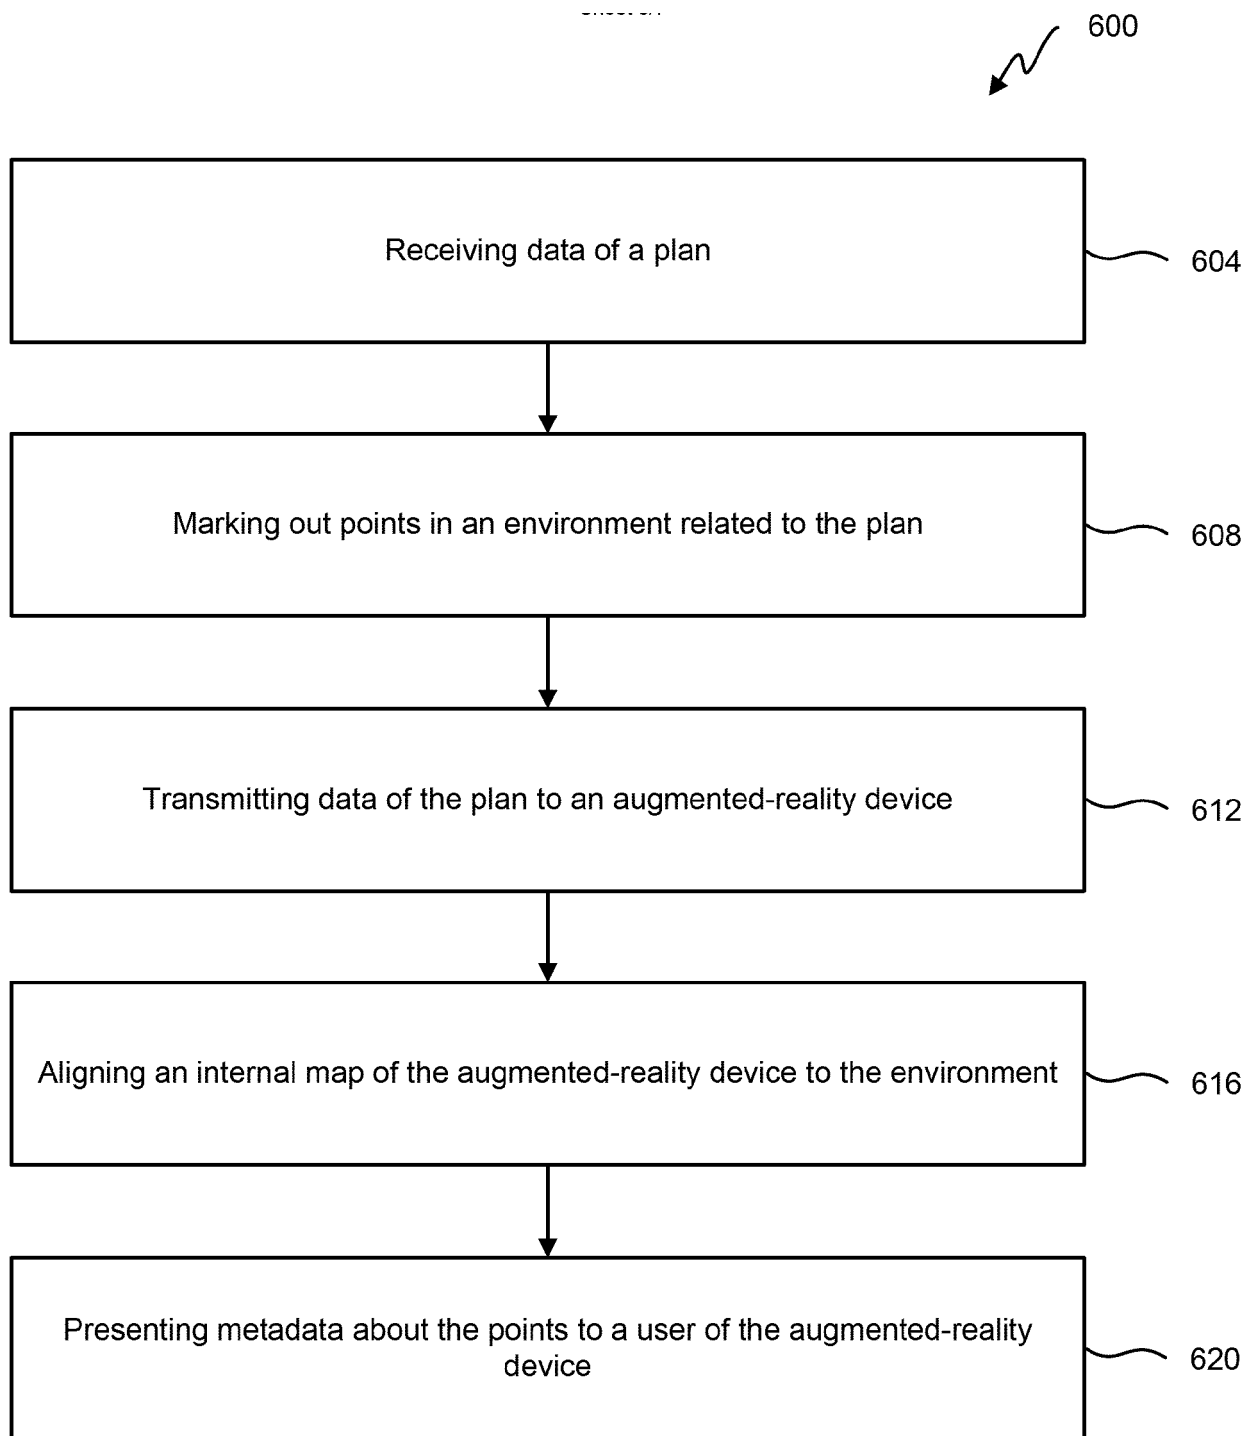 600
Receiving data of a plan
604
Marking out points in an environment related to the plan
608
Transmitting data of the plan to an augmented-reality device
612
Aligning an internal map of the augmented-reality device to the environment
616
Presenting metadata about the points to a user of the augmented-reality
device
620